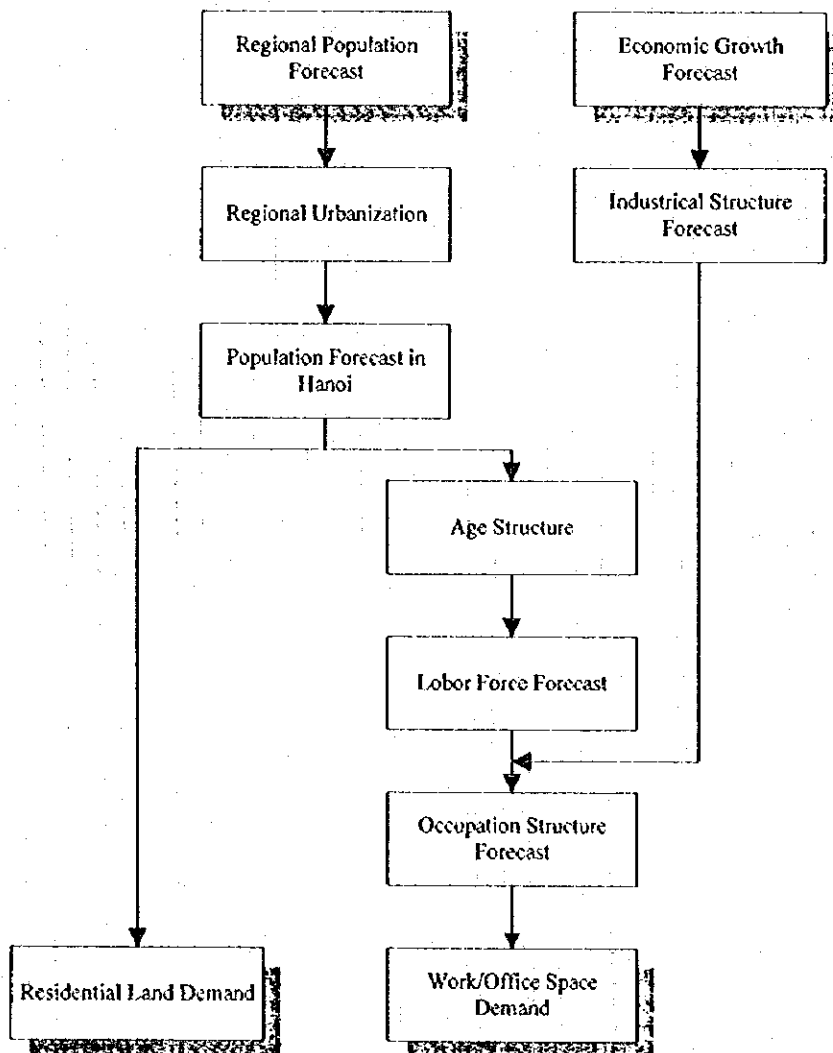 Regional Population
Forecast
Economic Growth
Forecast
Regional Urbanization
Industrical Structure
Forecast
Population Forecast in
Hanoi
Age Structure
Lobor Force Forecast
Occupation Structure
Forecast
Residential Land Demand
Work/Office Space
Demand